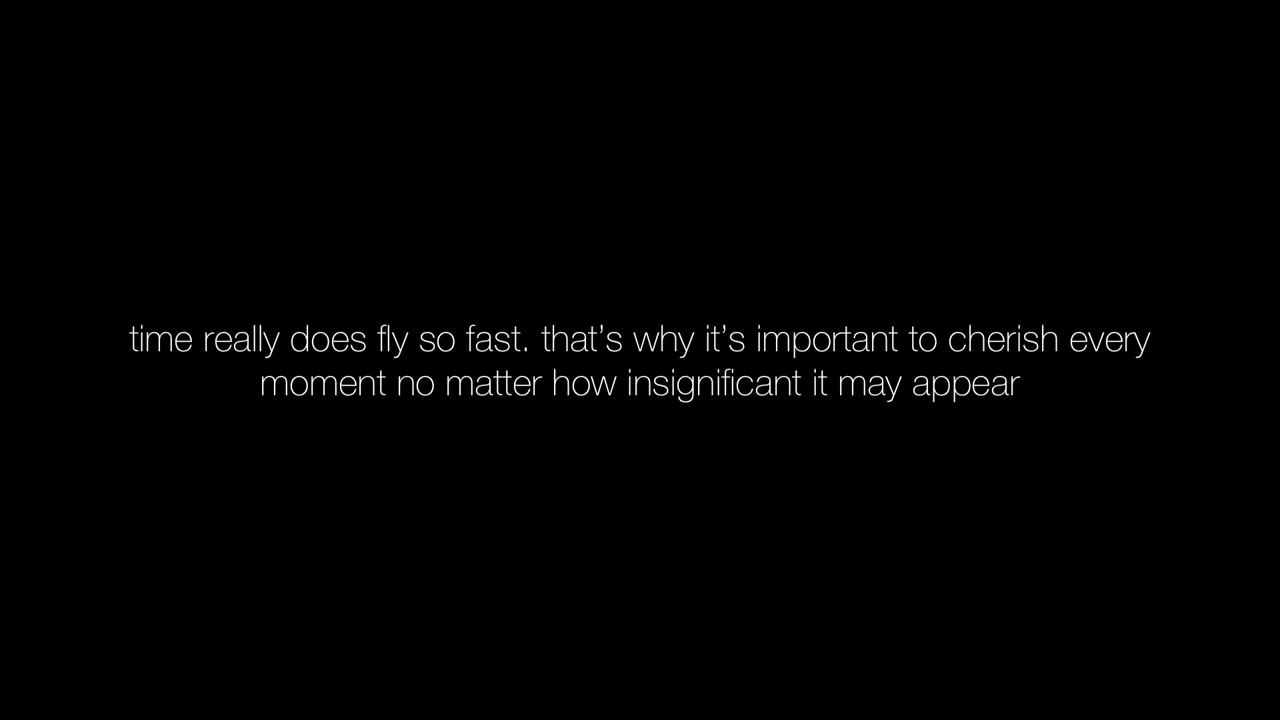 time really does fly so fast. that’s why it’s important to cherish every
moment no matter how insignificant it may appear